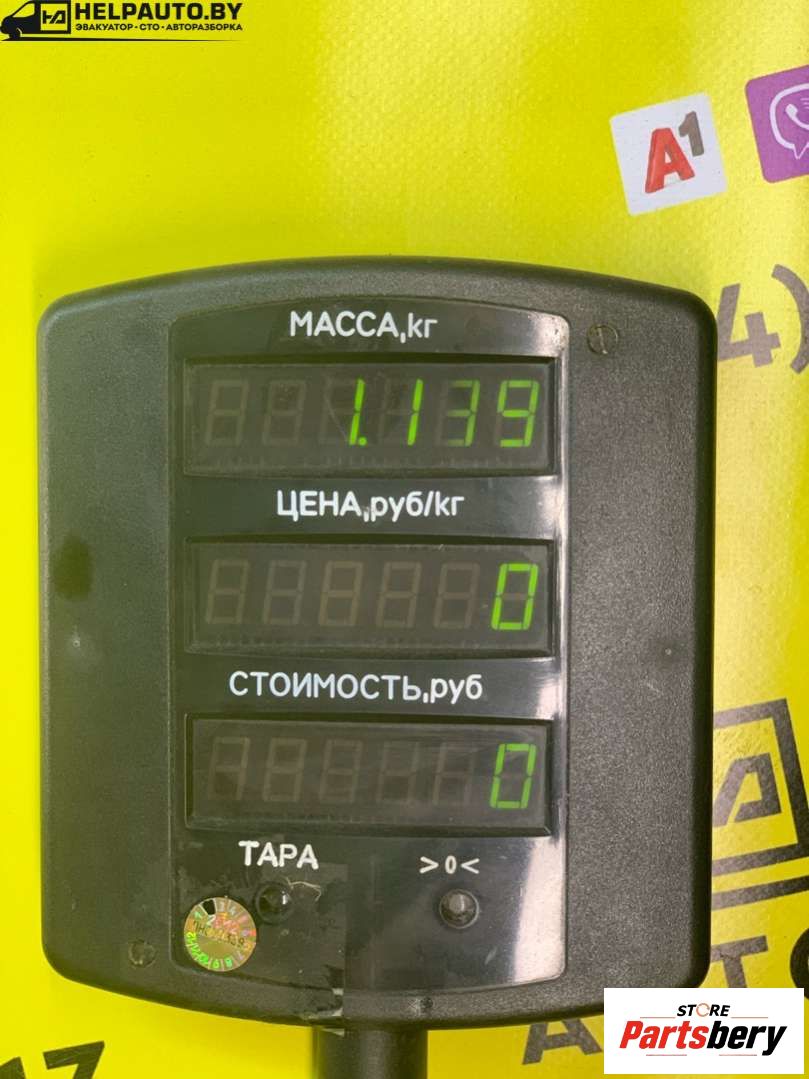 HELPAUTO.BY
ЭВАКУАТОР•СТО•АВТОРАЗБОРКА
A1
4)
МАССА,кг
1.139
ЦЕНА,руб/кг
0
СТОИМОСТЬ,руб
0
ТАРА >0<
STORE
Partsbery